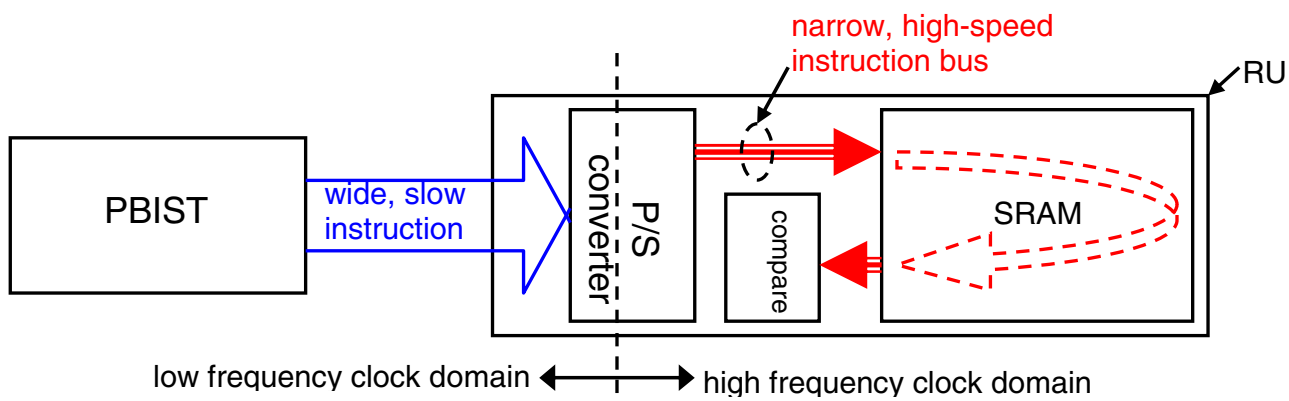 narrow, high-speed
instruction bus
RU
PBIST
wide, slow
instruction
P/S
converter
compare
SRAM
low frequency clock domain
high frequency clock domain